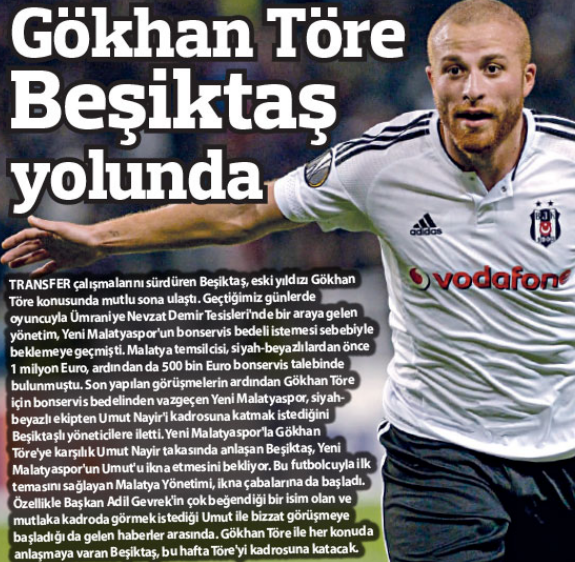 Gökhan Töre
Beşiktaş
yolunda
TRANSFER çalışmalarını sürdüren Beşiktaş, eski yıldızı Gökhan
Töre konusunda mutlu sona ulaştı. Geçtiğimiz günlerde
oyuncuyla Ümraniye Nevzat Demir Tesisleri'nde bir araya gelen
yönetim, Yeni Malatyaspor'un bonservis bedeli istemesi sebebiyle
beklemeye geçmişti. Malatya temsilcisi, siyah-beyazlılardan önce
1 milyon Euro, ardından da 500 bin Euro bonservis talebinde
bulunmuştu. Son yapılan görüşmelerin ardından Gökhan Töre
için bonservis bedelinden vazgeçen Yeni Malatyaspor, siyah-
beyazlı ekipten Umut Nayir'i kadrosuna katmak istediğini
Beşiktaşlı yöneticilere iletti. Yeni Malatyaspor'la Gökhan
Töre'ye karşılık Umut Nayir takasında anlaşan Beşiktaş, Yeni
Malatyaspor'un Umut'u ikna etmesini bekliyor. Bu futbolcuyla ilk
temasını sağlayan Malatya Yönetimi, ikna çabalarına da başladı.
Özellikle Başkan Adil Gevrek'in çok beğendiği bir isim olan ve
mutlaka kadroda görmek istediği Umut ile bizzat görüşmeye
başladığı da gelen haberler arasında. Gökhan Töre ile her konuda
anlaşmaya varan Beşiktaş, bu hafta Töre'yi kadrosuna katacak.
adidas
BJK
vodafone